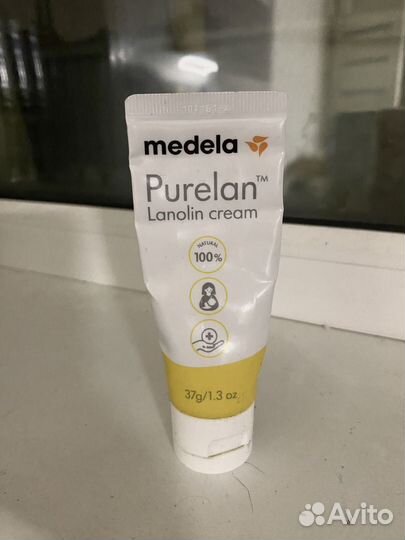 medela
Purelan™
Lanolin cream
NATURAL
100%
37g/1.3 oz
Avito